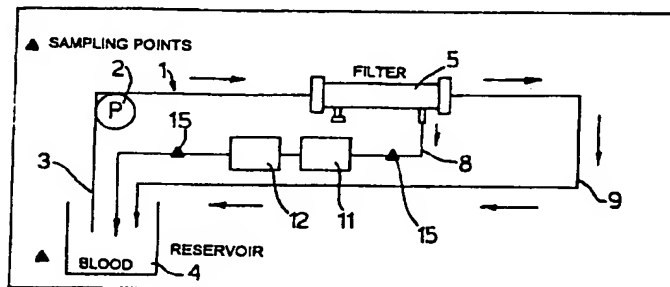 SAMPLING POINTS
2
1
FILTER
5
P
15
3
8
12
11
15
9
RESERVOIR
BLOOD
4